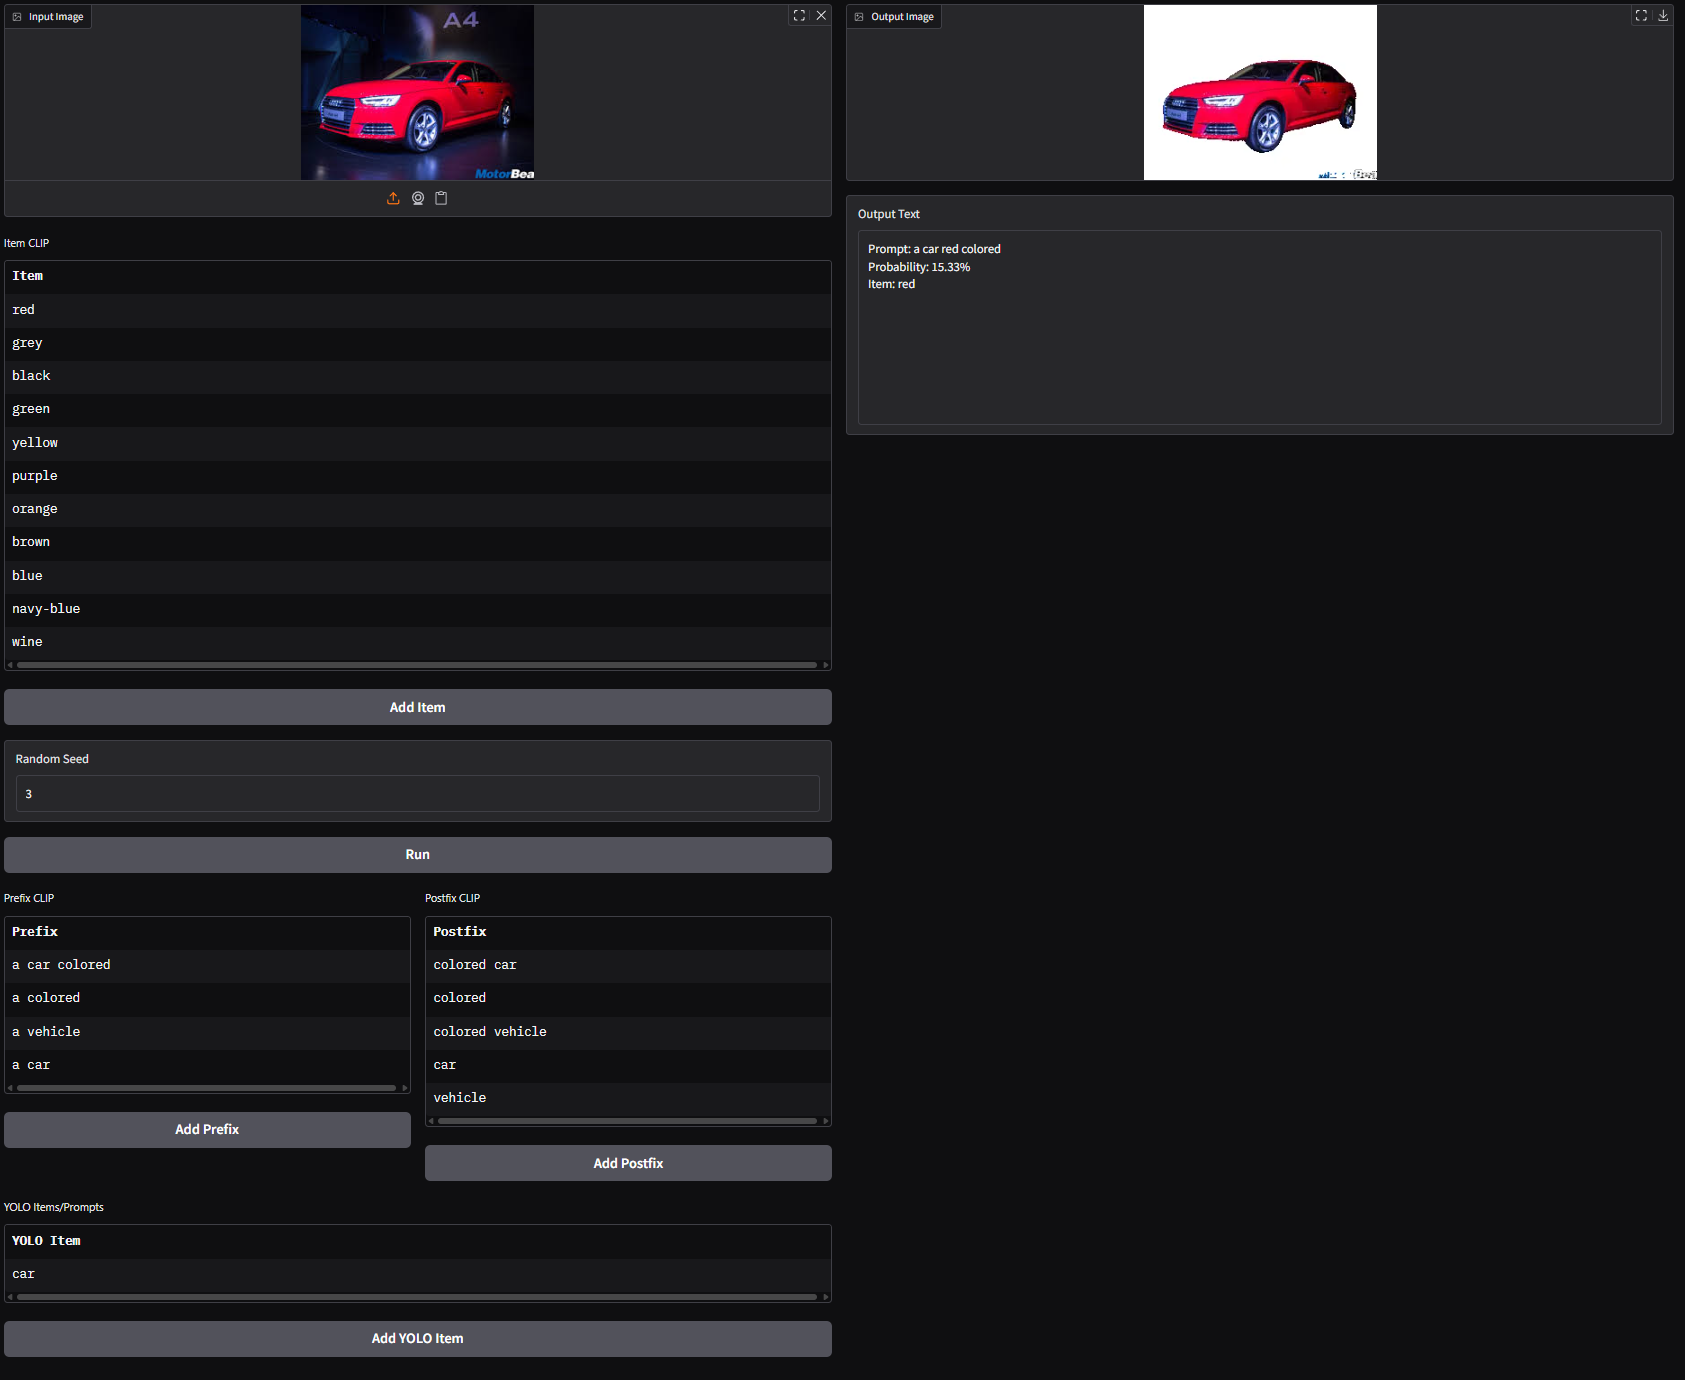 Input Image
A4
MotorBea
Item CLIP
Item
red
grey
black
green
yellow
purple
orange
brown
blue
navy-blue
wine
Add Item
Random Seed
3
Run
Prefix CLIP
Prefix
a car colored
a colored
a vehicle
a car
Add Prefix
Postfix CLIP
Postfix
colored car
colored
colored vehicle
car
vehicle
Add Postfix
YOLO Items/Prompts
YOLO Item
car
Add YOLO Item
Output Image
Output Text
Prompt: a car red colored
Probability: 15.33%
Item: red